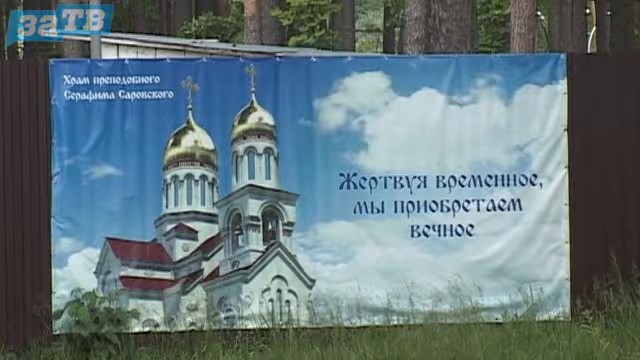 заТВ
Храм преподобного
Серафима Саровского
Жертвуя временное,
мы приобретаем
вечное